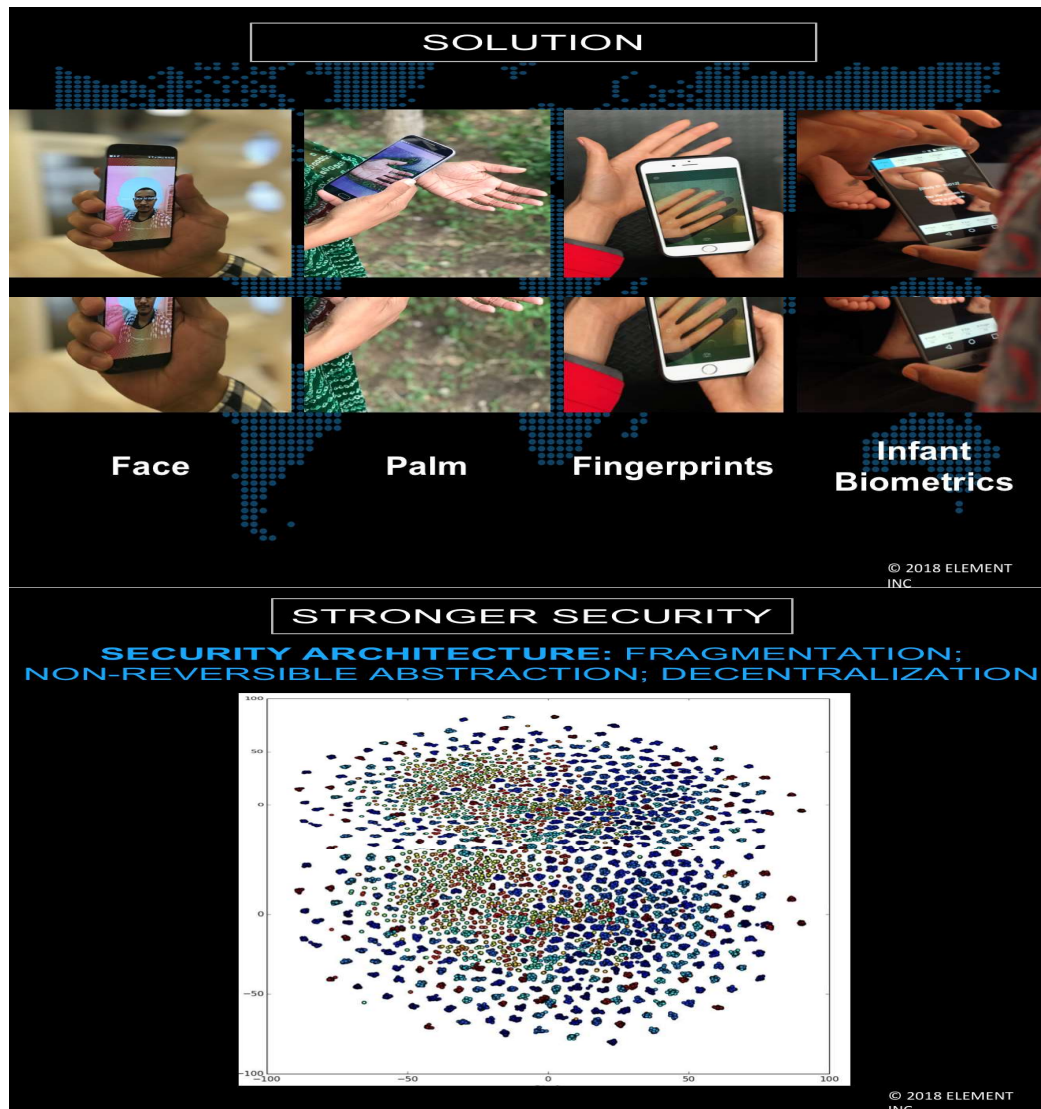 SOLUTION
Face
Palm
Fingerprints
Infant
Biometrics
© 2018 ELEMENT
INC
STRONGER SECURITY
SECURITY ARCHITECTURE: FRAGMENTATION;
NON-REVERSIBLE ABSTRACTION; DECENTRALIZATION
100
50
0
0
−50
−100
−100
−50
0
50
100
© 2018 ELEMENT
INC